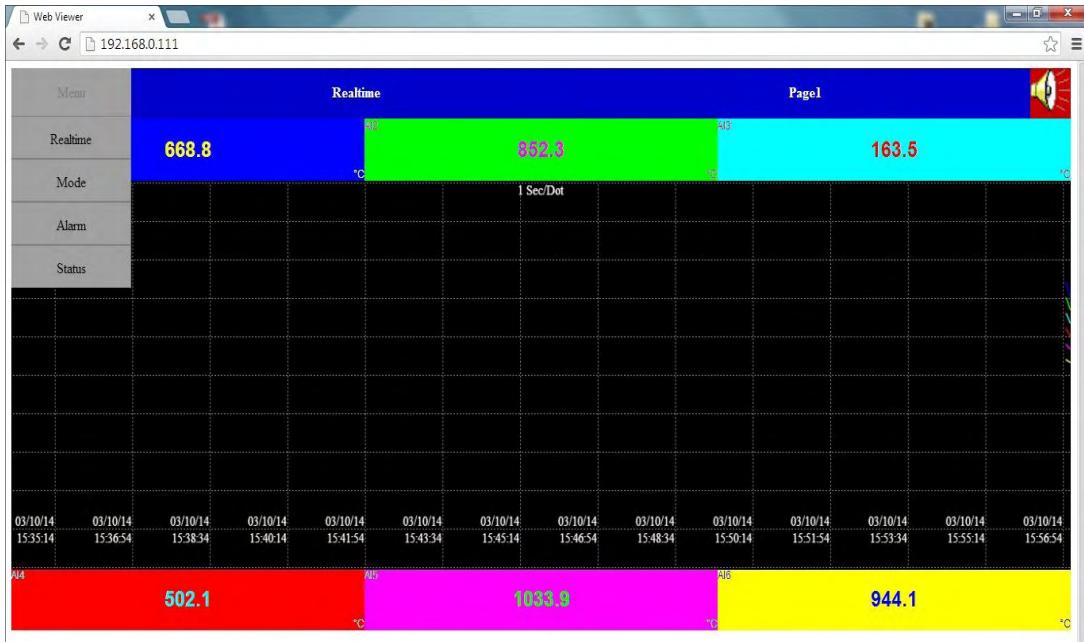 Web Viewer
192.168.0.111
Menu
Realtime
Page1
Realtime
Mode
Alarm
Status
668.8
°C
AI2
852.3
°C
AI3
163.5
°C
1 Sec/Dot
03/10/14 03/10/14 03/10/14 03/10/14 03/10/14 03/10/14 03/10/14 03/10/14 03/10/14 03/10/14 03/10/14 03/10/14 03/10/14 03/10/14
15:35:14 15:36:54 15:38:34 15:40:14 15:41:54 15:43:34 15:45:14 15:46:54 15:48:34 15:50:14 15:51:54 15:53:34 15:55:14 15:56:54
AI4
502.1
°C
AI5
1033.9
°C
AI6
944.1
°C